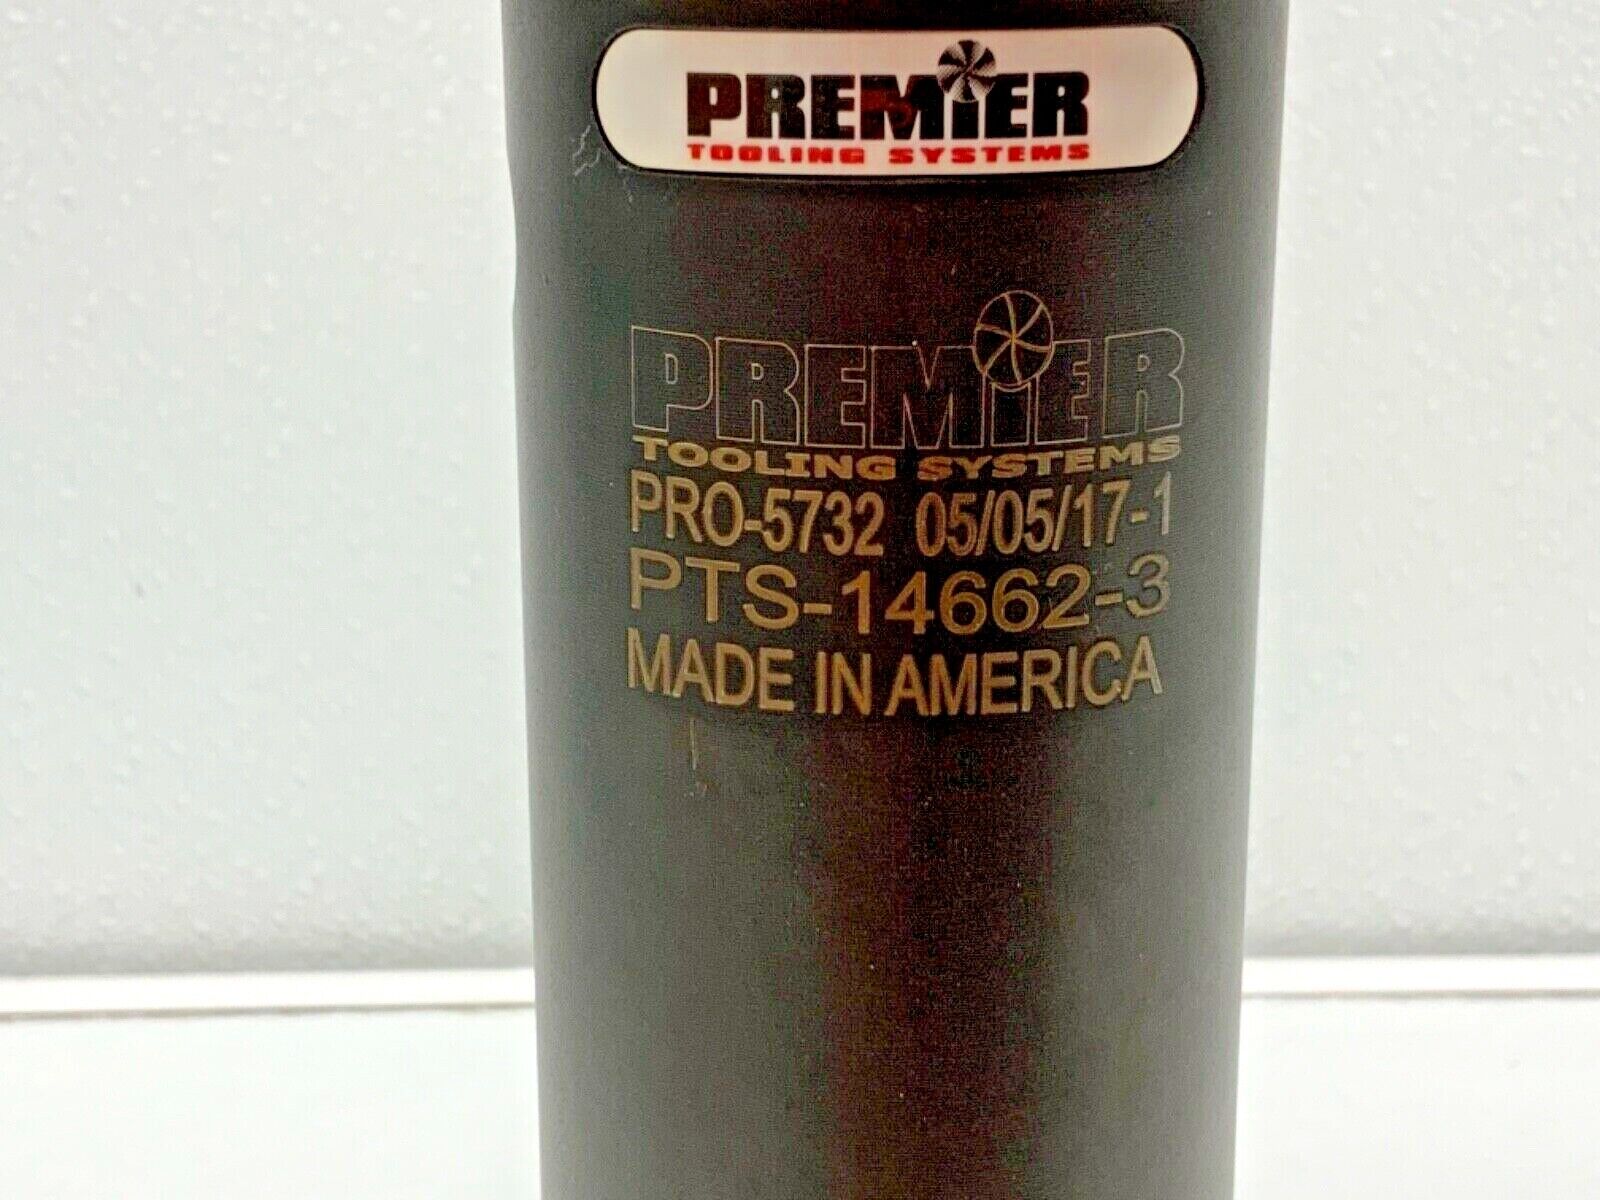 PREMiER
TOOLING SYSTEMS
PREMiER
TOOLING SYSTEMS
PRO-5732 05/05/17-1
PTS-14662-3
MADE IN AMERICA